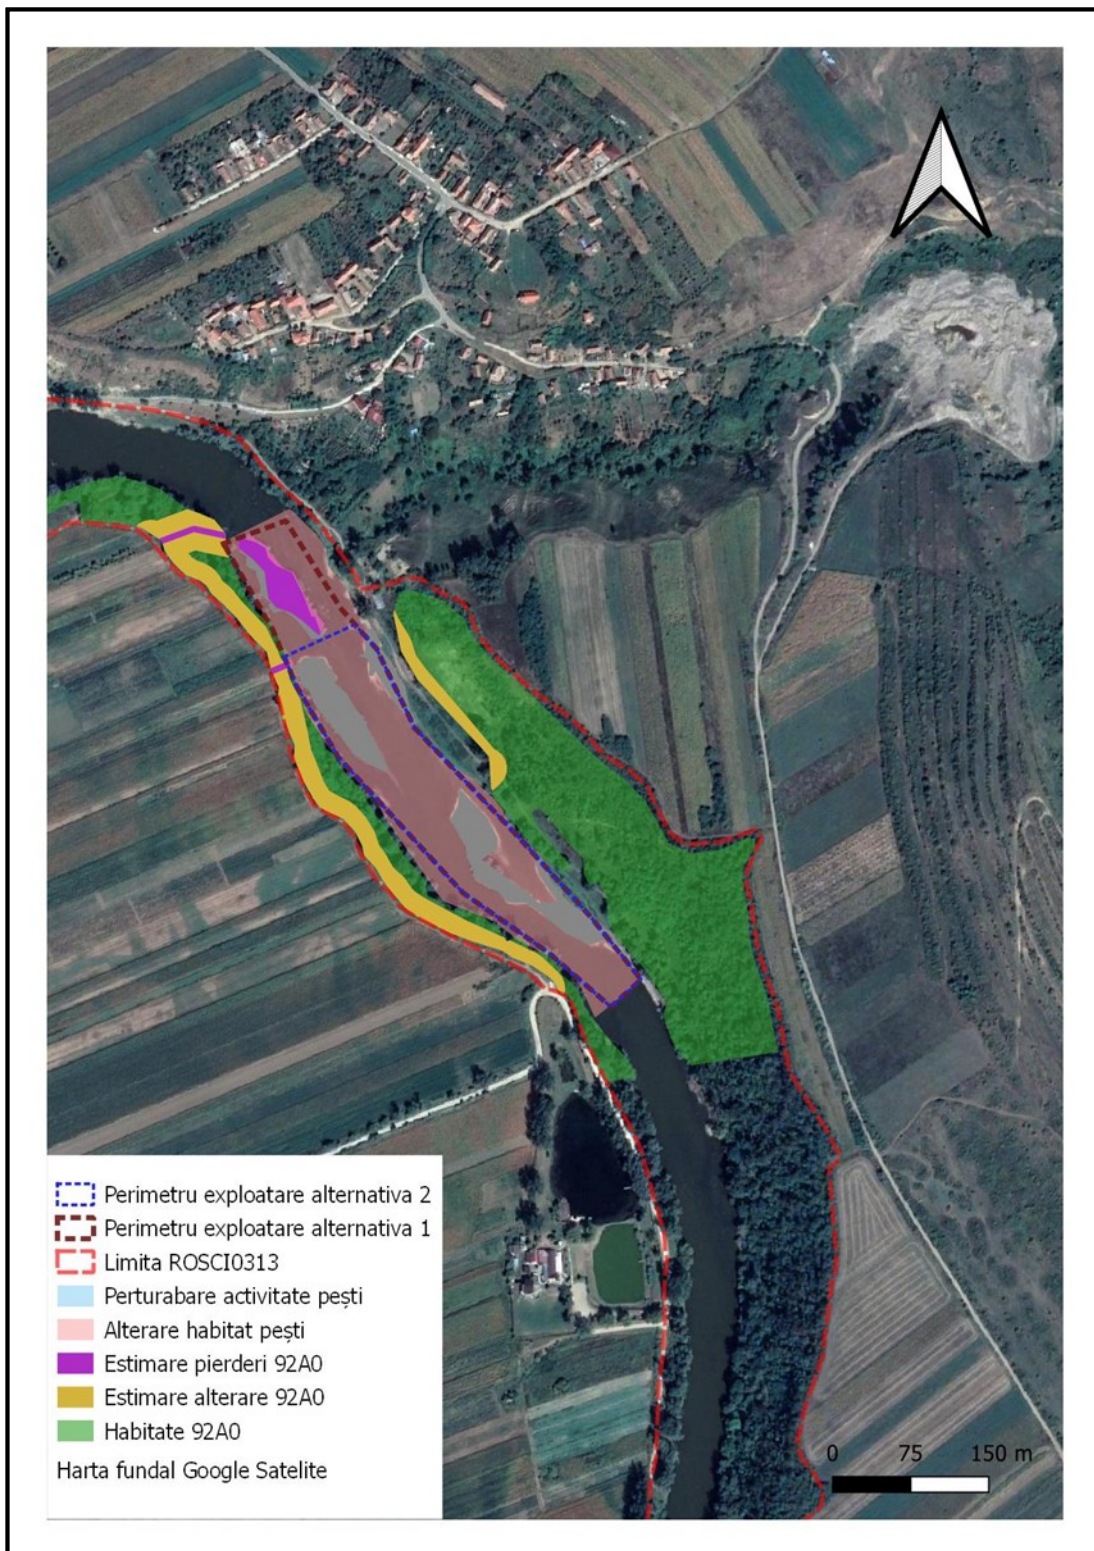 Perimetru exploatare alternativa 2
Perimetru exploatare alternativa 1
Limita ROSCI0313
Perturbare activitate pești
Alterare habitat pești
Estimare pierderi 92A0
Estimare alterare 92A0
Habitate 92A0
Harta fundal Google Satelite
0 75 150 m